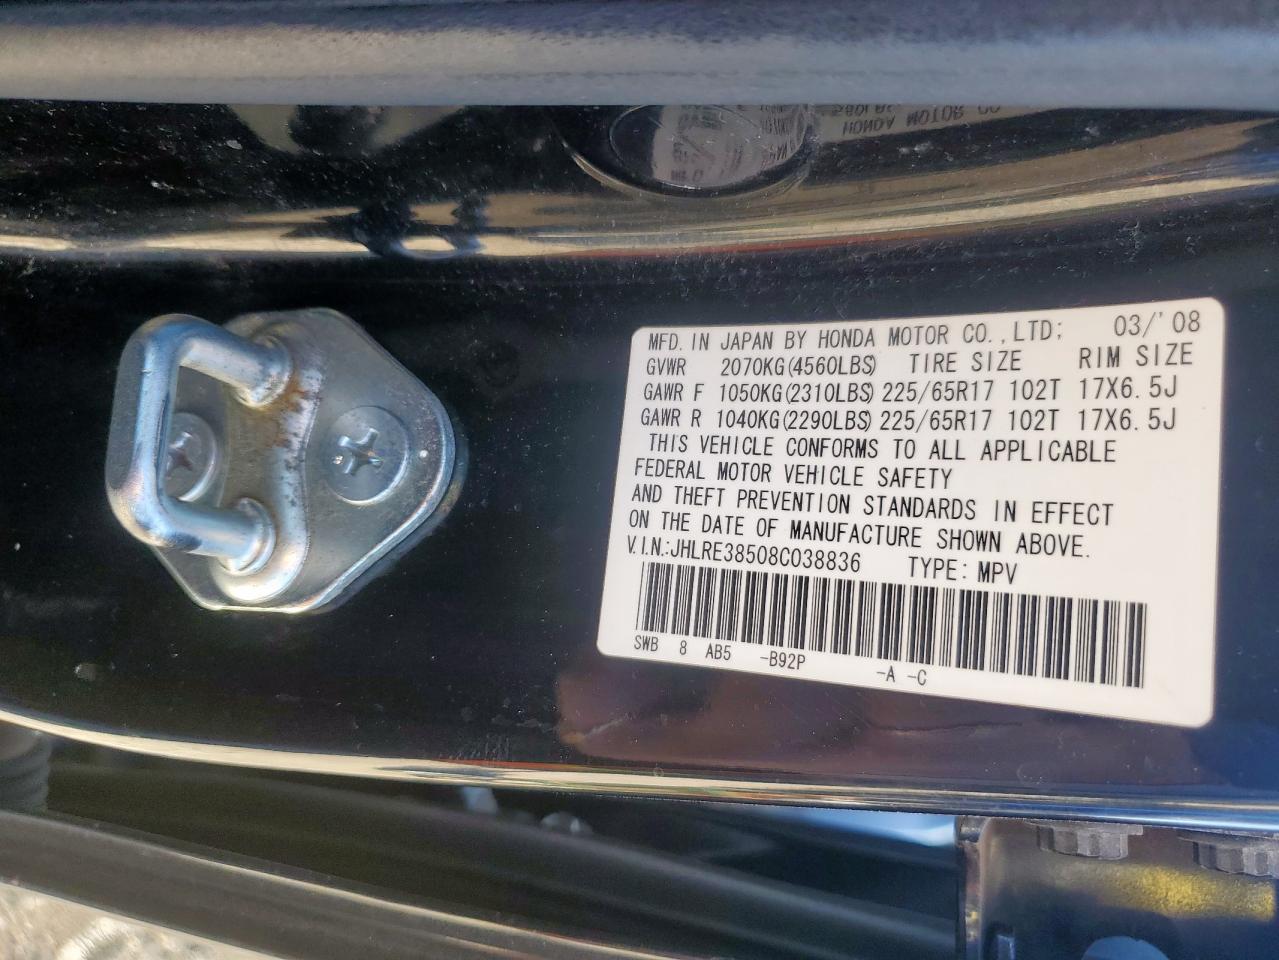 MFD. IN JAPAN BY HONDA MOTOR CO.,LTD; 03/'08
GVWR 2070KG(4560LBS) TIRE SIZE RIM SIZE
GAWR F 1050KG(2310LBS) 225/65R17 102T 17X6.5J
GAWR R 1040KG(2290LBS) 225/65R17 102T 17X6.5J
THIS VEHICLE CONFORMS TO ALL APPLICABLE
FEDERAL MOTOR VEHICLE SAFETY
AND THEFT PREVENTION STANDARDS IN EFFECT
ON THE DATE OF MANUFACTURE SHOWN ABOVE.
V.I.N.:JHLRE38508C038836 TYPE: MPV
SWB 8 AB5 -B92P -A -C